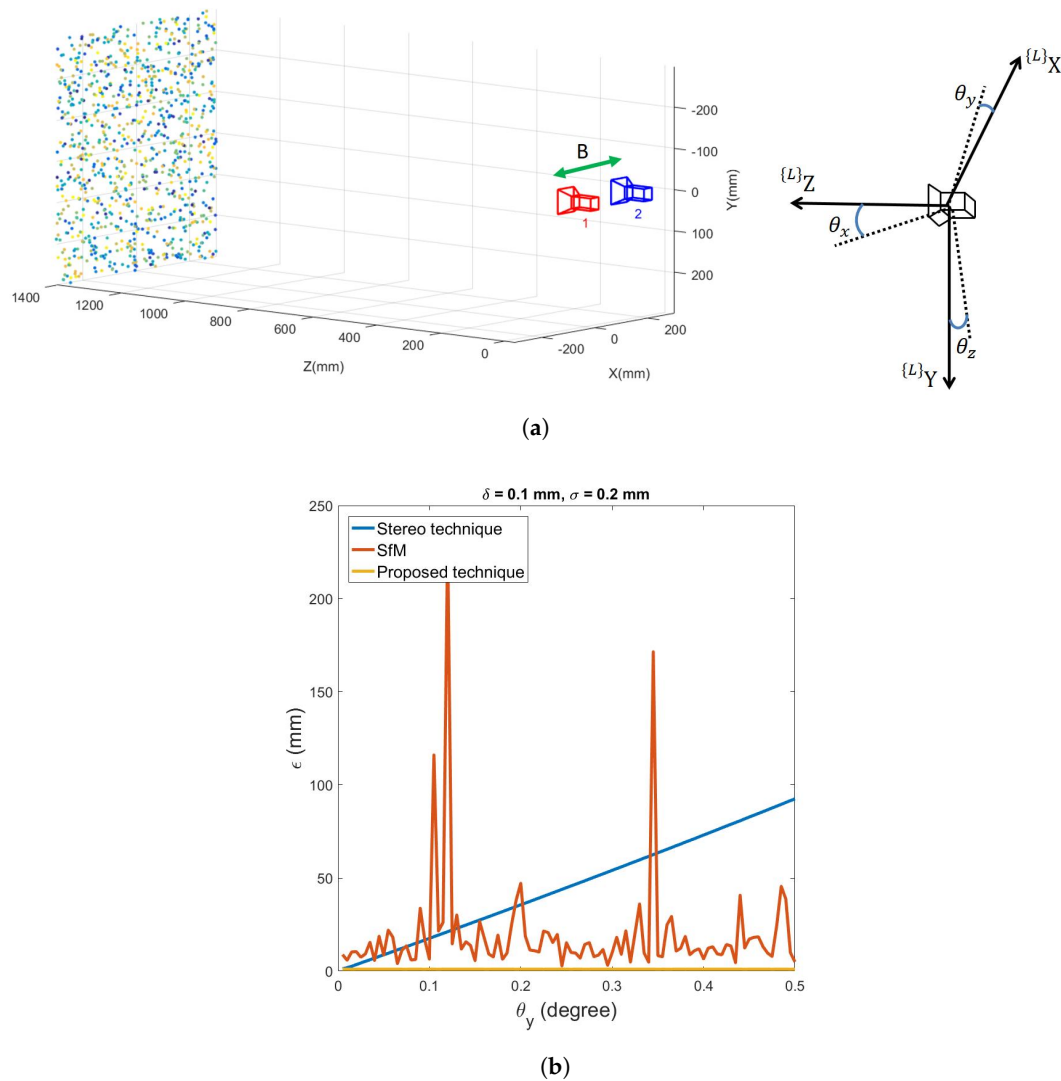 B
1
2
-200
-100
0
100
200
Y(mm)
1400
1200
1000
800
600
400
200
0
Z(mm)
-200
0
200
X(mm)
{L}X
θy
{L}Z
θx
θz
{L}Y
(a)
δ = 0.1 mm, σ = 0.2 mm
250
200
150
100
50
0
ϵ (mm)
Stereo technique
SfM
Proposed technique
0 0.1 0.2 0.3 0.4 0.5
θy (degree)
(b)